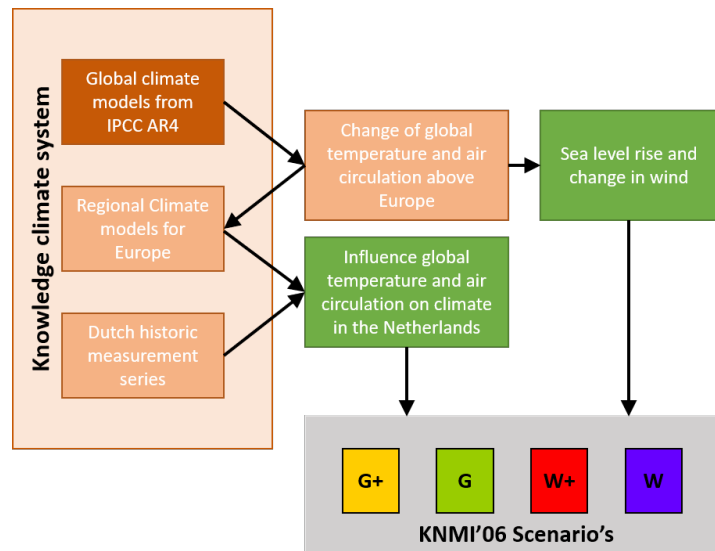 Knowledge climate system
Global climate
models from
IPCC AR4
Change of global
temperature and air
circulation above
Europe
Sea level rise and
change in wind
Regional Climate
models for
Europe
Influence global
temperature and air
circulation on climate
in the Netherlands
Dutch historic
measurement
series
G+
G
W+
W
KNMI'06 Scenario's